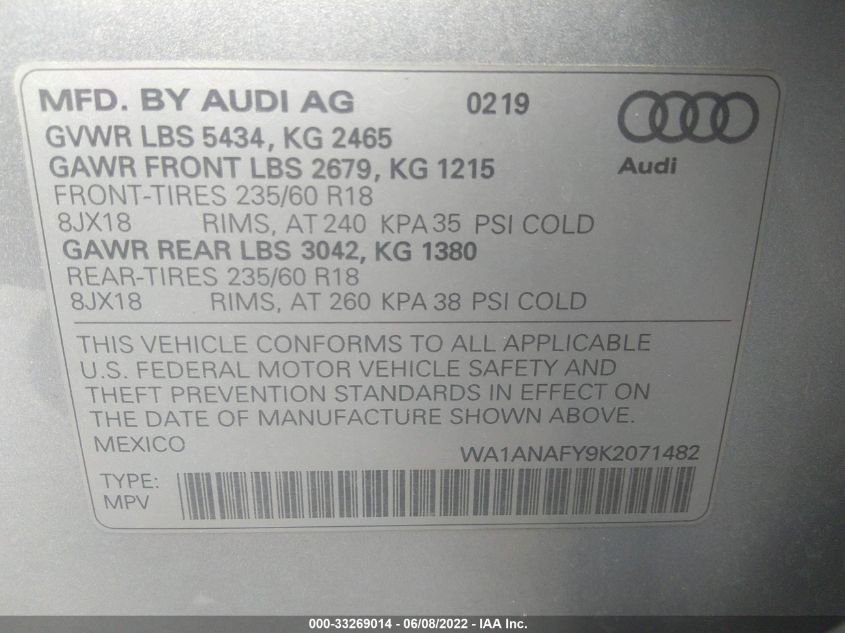 MFD. BY AUDI AG 0219
GVWR LBS 5434, KG 2465
GAWR FRONT LBS 2679, KG 1215
Audi
FRONT-TIRES 235/60 R18
8JX18 RIMS, AT 240 KPA 35 PSI COLD
GAWR REAR LBS 3042, KG 1380
REAR-TIRES 235/60 R18
8JX18 RIMS, AT 260 KPA 38 PSI COLD
THIS VEHICLE CONFORMS TO ALL APPLICABLE
U.S. FEDERAL MOTOR VEHICLE SAFETY AND
THEFT PREVENTION STANDARDS IN EFFECT ON
THE DATE OF MANUFACTURE SHOWN ABOVE.
MEXICO WA1ANAFY9K2071482
TYPE:
MPV
000-33269014 - 06/08/2022 - IAA Inc.